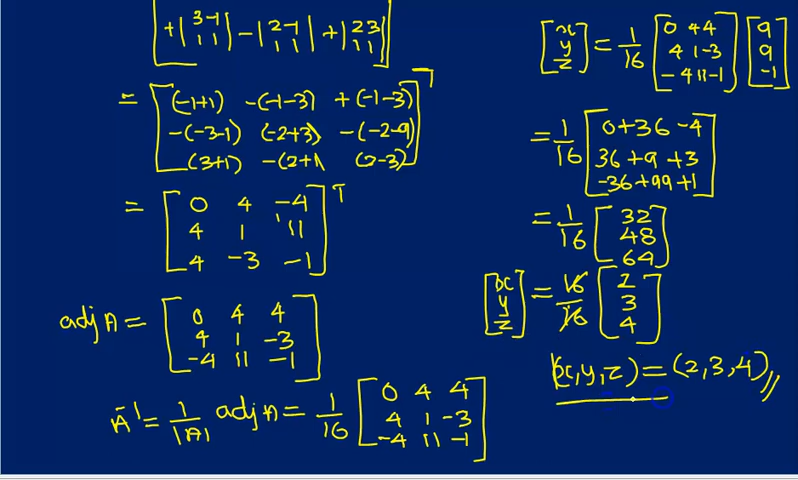 +|3 -1 1 1| -|2 -1 1 1| +|2 3 1 1|
= [(-1+1) -(-1-3) +(-1-3)
-(-3-1) (-2+3) -(-2-9)
(3+1) -(2+1 (2-3)]ᵀ
= [0 4 -4
4 1 11
4 -3 -1]ᵀ
adj A = [0 4 4
4 1 -3
-4 11 -1]
A⁻¹ = 1/|A| adj A = 1/16 [0 4 4
4 1 -3
-4 11 -1]
[x y z] = 1/16 [0 4 4
4 1 -3
-4 11 -1] [9 9 -1]
= 1/16 [0+36-4
36+9+3
-36+99+1]
= 1/16 [32
48
64]
[x y z] = 16/16 [2
3
4]
(x,y,z) = (2,3,4)//